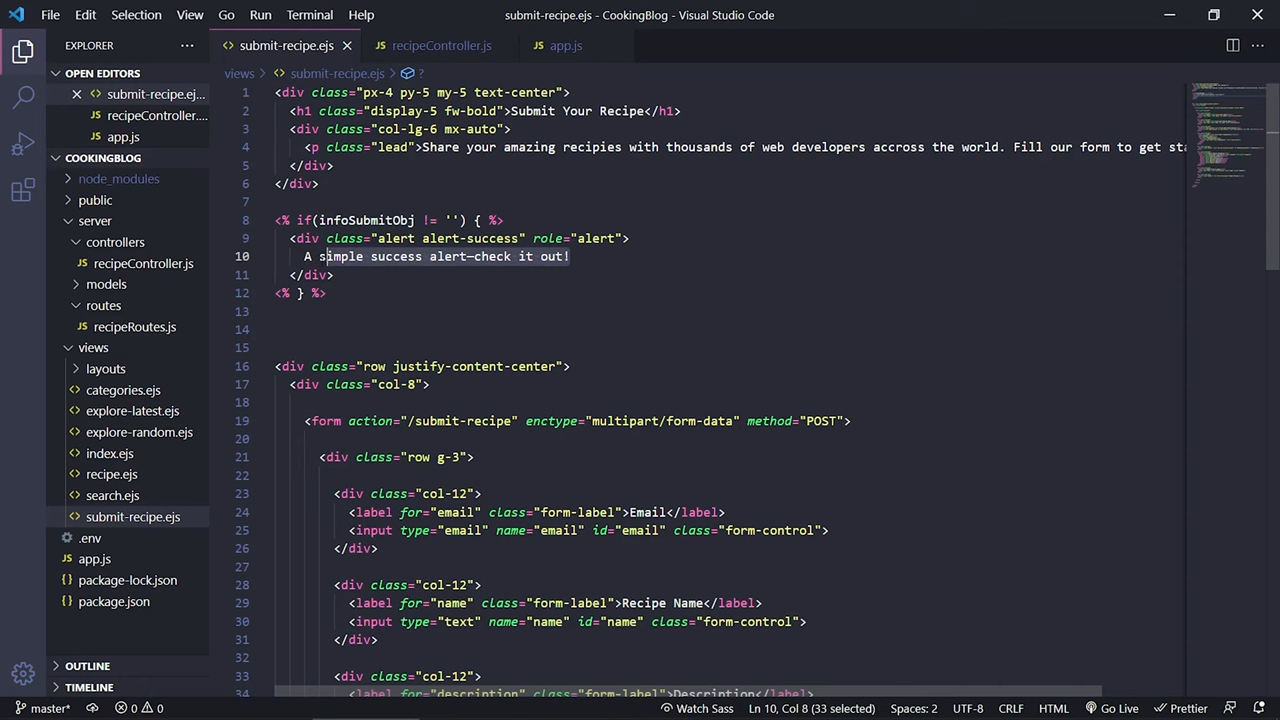 File Edit Selection View Go Run Terminal Help
submit-recipe.ejs - CookingBlog - Visual Studio Code
EXPLORER
OPEN EDITORS
submit-recipe.ej...
recipeController....
app.js
COOKINGBLOG
node_modules
public
server
controllers
recipeController.js
models
routes
recipeRoutes.js
views
layouts
categories.ejs
explore-latest.ejs
explore-random.ejs
index.ejs
recipe.ejs
search.ejs
submit-recipe.ejs
.env
app.js
package-lock.json
package.json
OUTLINE
TIMELINE
submit-recipe.ejs recipeController.js app.js
views > submit-recipe.ejs > ?
1 <div class="px-4 py-5 my-5 text-center">
2 <h1 class="display-5 fw-bold">Submit Your Recipe</h1>
3 <div class="col-lg-6 mx-auto">
4 <p class="lead">Share your amazing recipies with thousands of web developers accross the world. Fill our form to get sta
5 </div>
6 </div>
7
8 <% if(infoSubmitObj != '') { %>
9 <div class="alert alert-success" role="alert">
10 A simple success alert—check it out!
11 </div>
12 <% } %>
13
14
15
16 <div class="row justify-content-center">
17 <div class="col-8">
18
19 <form action="/submit-recipe" enctype="multipart/form-data" method="POST">
20
21 <div class="row g-3">
22
23 <div class="col-12">
24 <label for="email" class="form-label">Email</label>
25 <input type="email" name="email" id="email" class="form-control">
26 </div>
27
28 <div class="col-12">
29 <label for="name" class="form-label">Recipe Name</label>
30 <input type="text" name="name" id="name" class="form-control">
31 </div>
32
33 <div class="col-12">
34 <label for="description" class="form-label">Description</label>
master* 0 0 Watch Sass Ln 10, Col 8 (33 selected) Spaces: 2 UTF-8 CRLF HTML Go Live Prettier